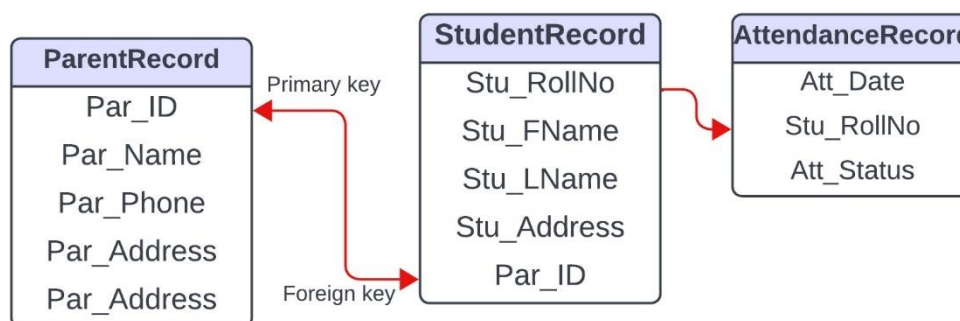 ParentRecord
Par_ID
Par_Name
Par_Phone
Par_Address
Par_Address
Primary key
Foreign key
StudentRecord
Stu_RollNo
Stu_FName
Stu_LName
Stu_Address
Par_ID
AttendanceRecord
Att_Date
Stu_RollNo
Att_Status